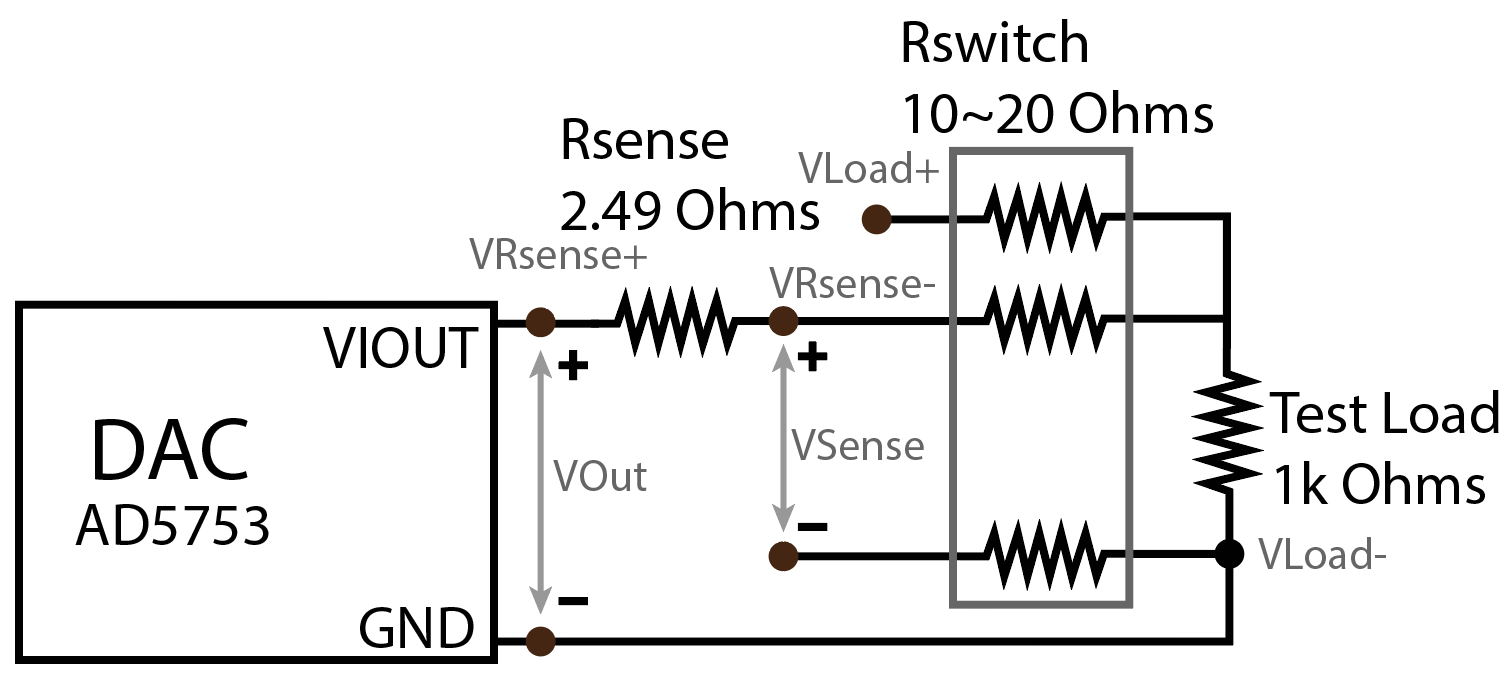 Rswitch
10~20 Ohms
Rsense
2.49 Ohms
VLoad+
VRsense+
VRsense-
VIOUT
+
+
DAC
AD5753
VOut
VSense
Test Load
1k Ohms
-
VLoad-
-
GND